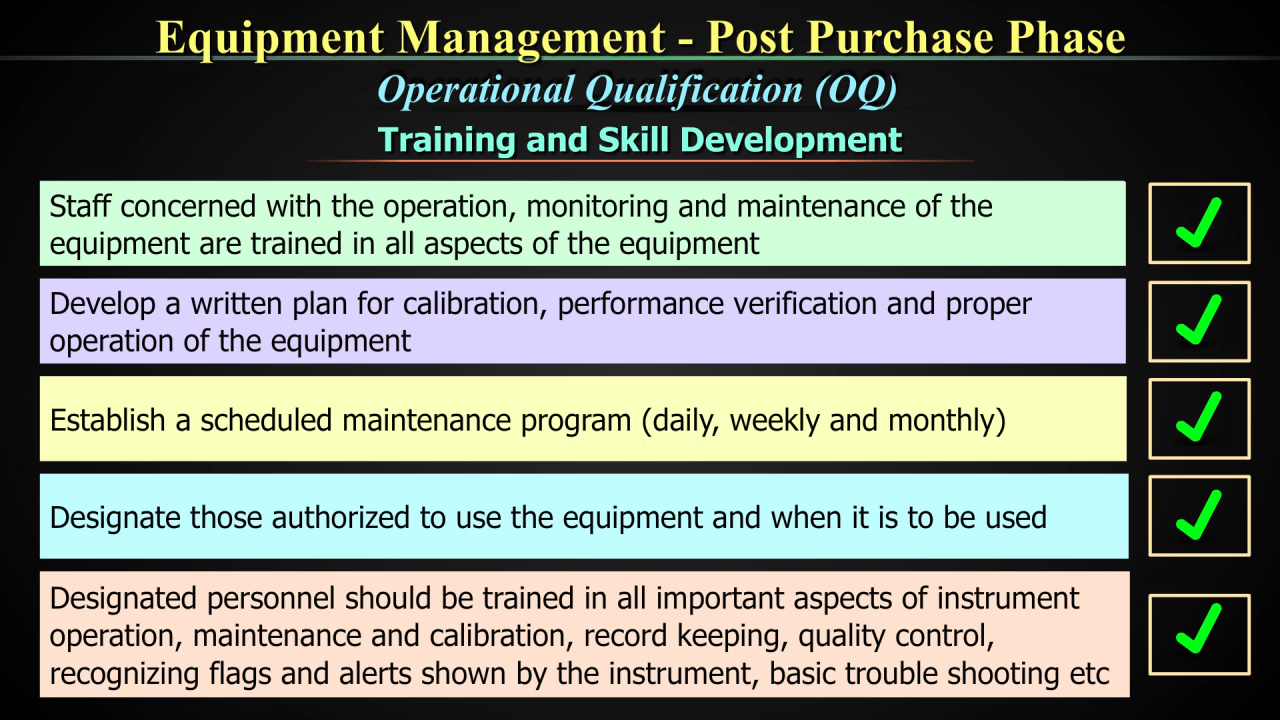 Equipment Management - Post Purchase Phase
Operational Qualification (OQ)
Training and Skill Development
Staff concerned with the operation, monitoring and maintenance of the
equipment are trained in all aspects of the equipment
Develop a written plan for calibration, performance verification and proper
operation of the equipment
Establish a scheduled maintenance program (daily, weekly and monthly)
Designate those authorized to use the equipment and when it is to be used
Designated personnel should be trained in all important aspects of instrument
operation, maintenance and calibration, record keeping, quality control,
recognizing flags and alerts shown by the instrument, basic trouble shooting etc